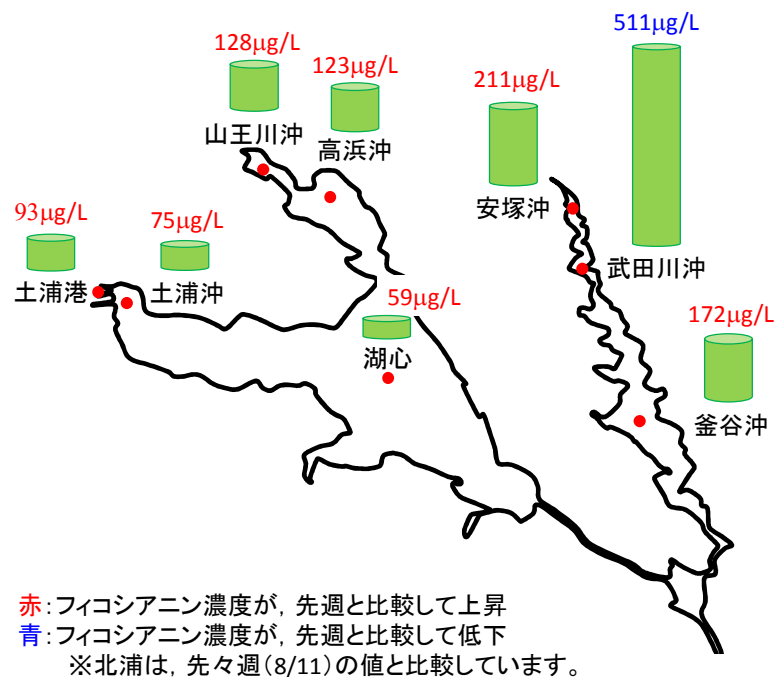 511μg/L
128μg/L
123μg/L
211μg/L
山王川沖
高浜沖
安塚沖
武田川沖
93μg/L
75μg/L
土浦港
土浦沖
59μg/L
湖心
172μg/L
釜谷沖
赤:フィコシアニン濃度が，先週と比較して上昇
青:フィコシアニン濃度が，先週と比較して低下
※北浦は，先々週(8/11)の値と比較しています。